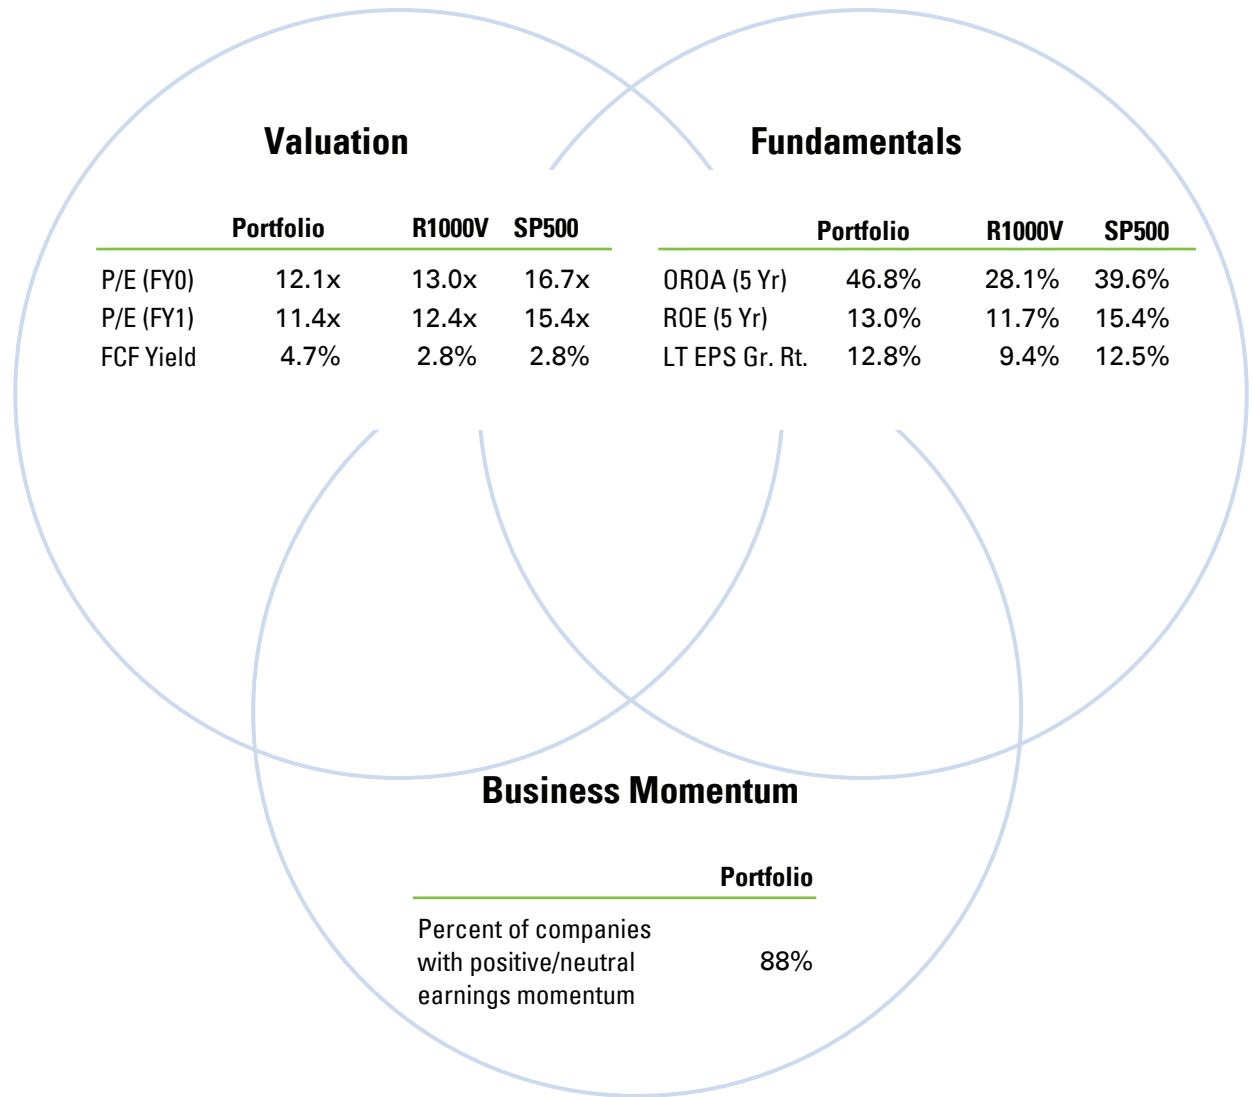 Valuation
Portfolio R1000V SP500
P/E (FY0) 12.1x 13.0x 16.7x
P/E (FY1) 11.4x 12.4x 15.4x
FCF Yield 4.7% 2.8% 2.8%
Fundamentals
Portfolio R1000V SP500
OROA (5 Yr) 46.8% 28.1% 39.6%
ROE (5 Yr) 13.0% 11.7% 15.4%
LT EPS Gr. Rt. 12.8% 9.4% 12.5%
Business Momentum
Portfolio
Percent of companies
with positive/neutral 88%
earnings momentum